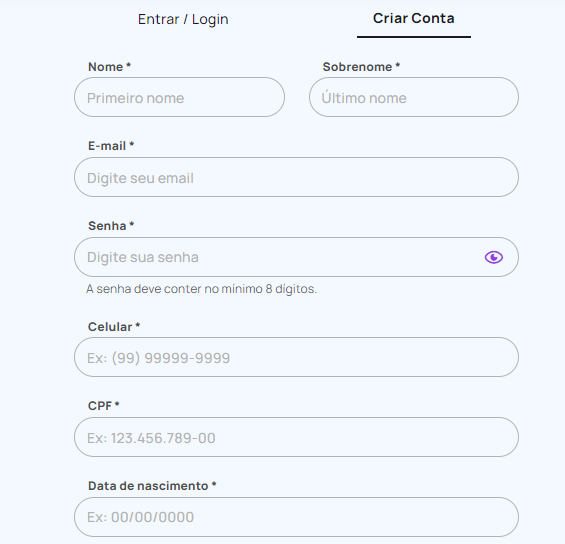 Entrar / Login Criar Conta
Nome * Sobrenome *
Primeiro nome Último nome
E-mail *
Digite seu email
Senha *
Digite sua senha
A senha deve conter no mínimo 8 dígitos.
Celular *
Ex: (99) 99999-9999
CPF *
Ex: 123.456.789-00
Data de nascimento *
Ex: 00/00/0000